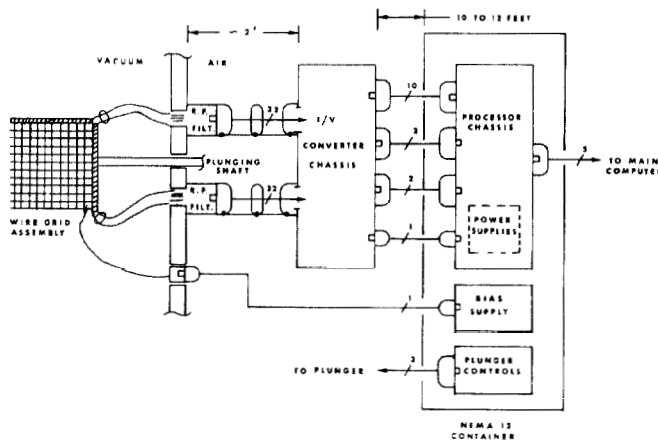 10 TO 12 FEET
~ 2'
VACUUM
AIR
R.F.
FILT.
32
I/V
CONVERTER
CHASSIS
10
PROCESSOR
CHASSIS
3
2
1
5
TO MAIN
COMPUTER
PLUNGING
SHAFT
R.F.
FILT.
32
WIRE GRID
ASSEMBLY
POWER
SUPPLIES
1
BIAS
SUPPLY
TO PLUNGER
3
PLUNGER
CONTROLS
NEMA 12
CONTAINER